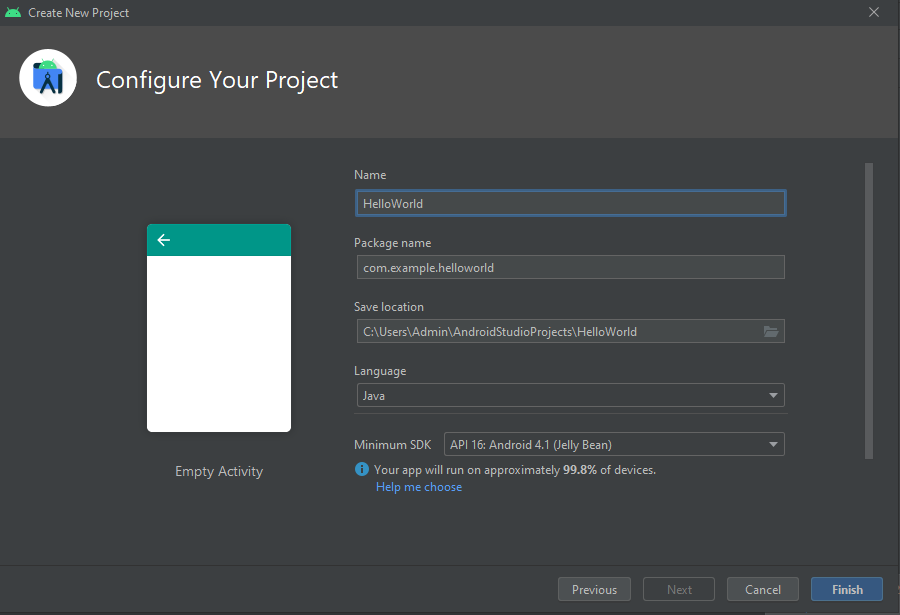 Create New Project
Configure Your Project
Name
HelloWorld
Package name
com.example.helloworld
Save location
C:\Users\Admin\AndroidStudioProjects\HelloWorld
Language
Java
Minimum SDK API 16: Android 4.1 (Jelly Bean)
Your app will run on approximately 99.8% of devices.
Help me choose
Empty Activity
Previous Next Cancel Finish